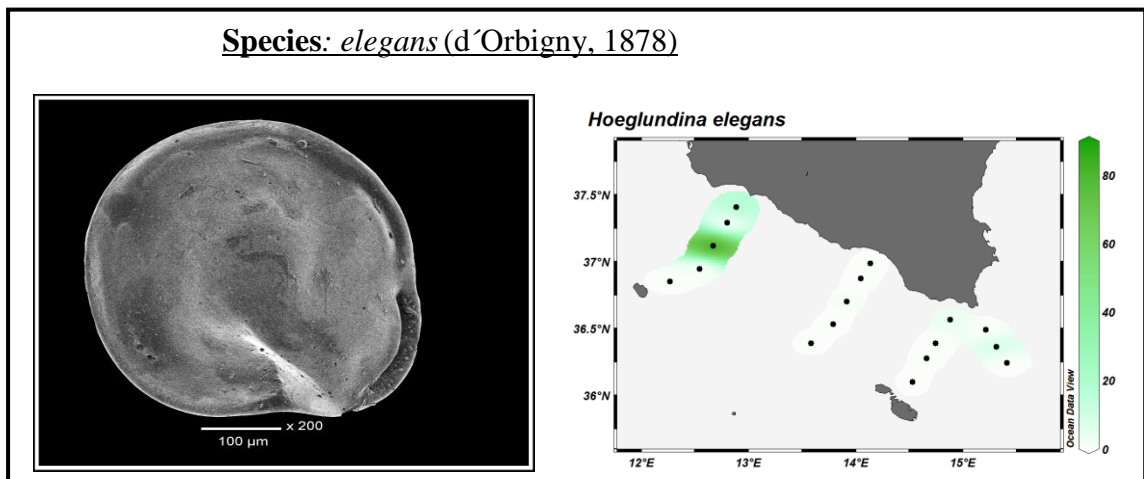 Species: elegans (d´Orbigny, 1878)
x 200
100 µm
Hoeglundina elegans
37.5°N
37°N
36.5°N
36°N
12°E
13°E
14°E
15°E
80
60
40
20
0
Ocean Data View